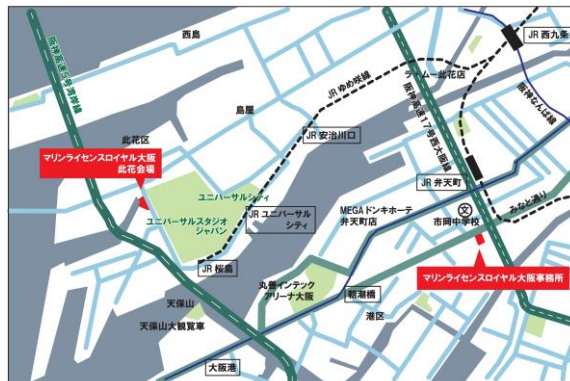 西島
JR 西九条
阪神高速5号湾岸線
JRゆめ咲線
ラ・ムー此花店
阪神なんば線
島屋
阪神高速17号西大阪線
此花区
JR 安治川口
マリンライセンスロイヤル大阪
此花会場
JR 弁天町
ユニバーサルシティ
みなと通り
MEGAドンキホーテ
弁天町店
文
市岡中学校
ユニバーサルスタジオ
ジャパン
JR ユニバーサル
シティ
JR 桜島
丸善インテック
アリーナ大阪
朝潮橋
マリンライセンスロイヤル大阪事務所
天保山
港区
天保山大観覧車
大阪港